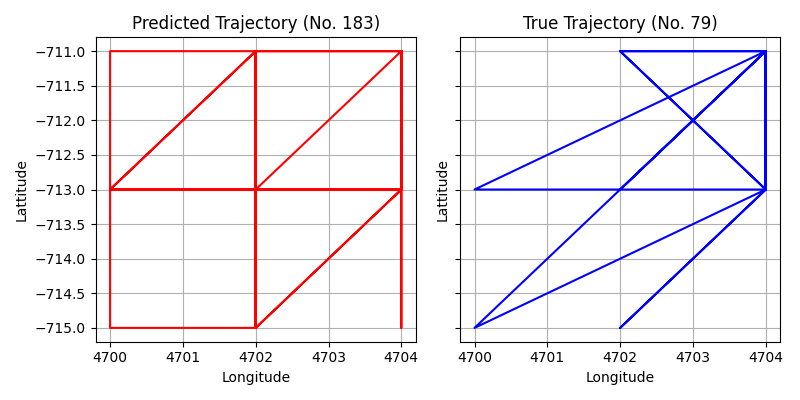 Predicted Trajectory (No. 183)
True Trajectory (No. 79)
−711.0
−711.5
−712.0
−712.5
−713.0
−713.5
−714.0
−714.5
−715.0
Lattitude
Lattitude
4700 4701 4702 4703 4704
4700 4701 4702 4703 4704
Longitude
Longitude